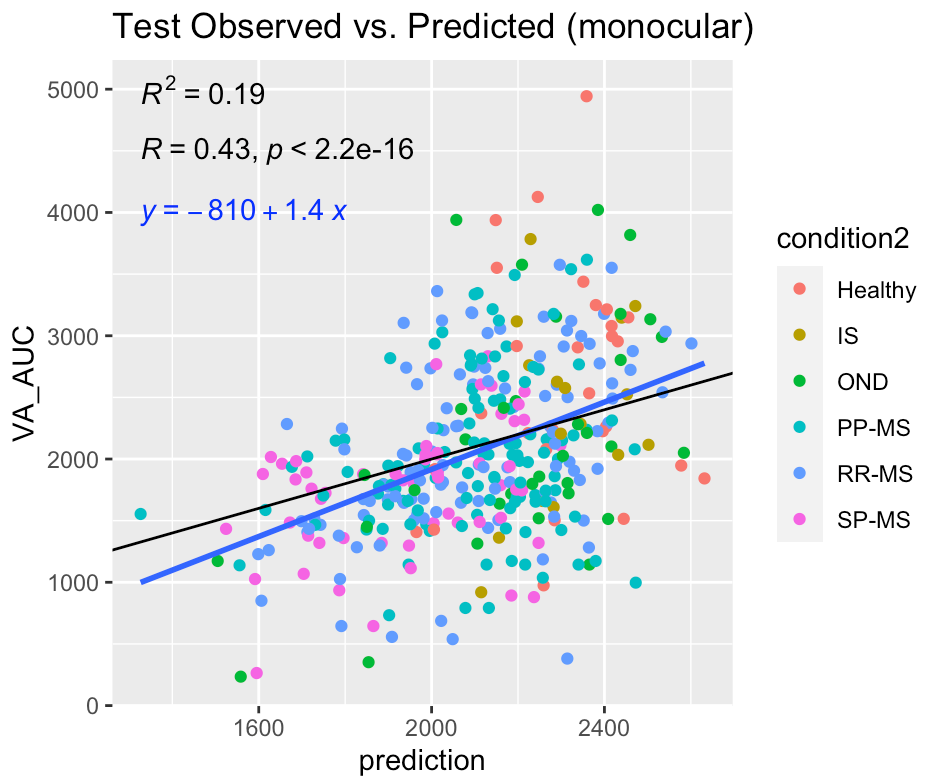 Test Observed vs. Predicted (monocular)
R² = 0.19
R = 0.43, p < 2.2e-16
y = − 810 + 1.4 x
5000
4000
3000
2000
1000
0
VA_AUC
1600 2000 2400
prediction
condition2
Healthy
IS
OND
PP-MS
RR-MS
SP-MS